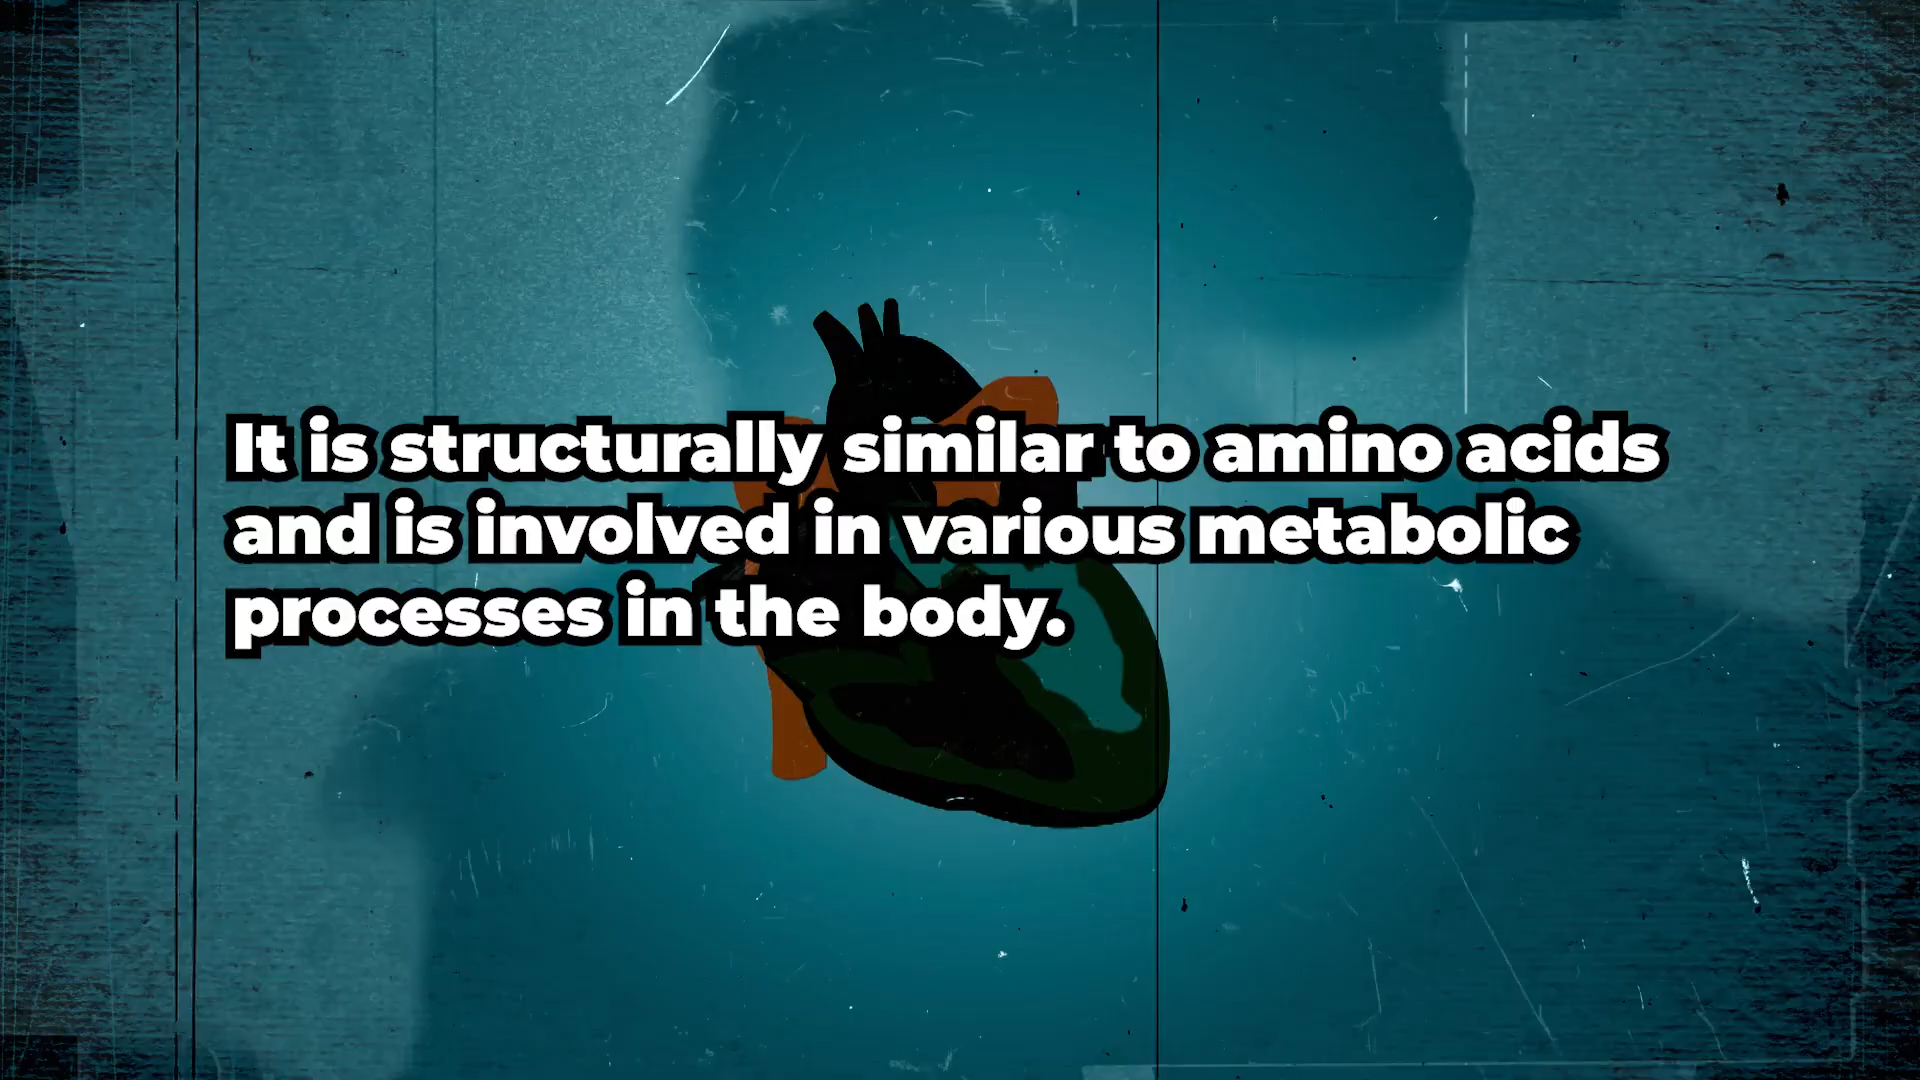 It is structurally similar to amino acids
and is involved in various metabolic
processes in the body.